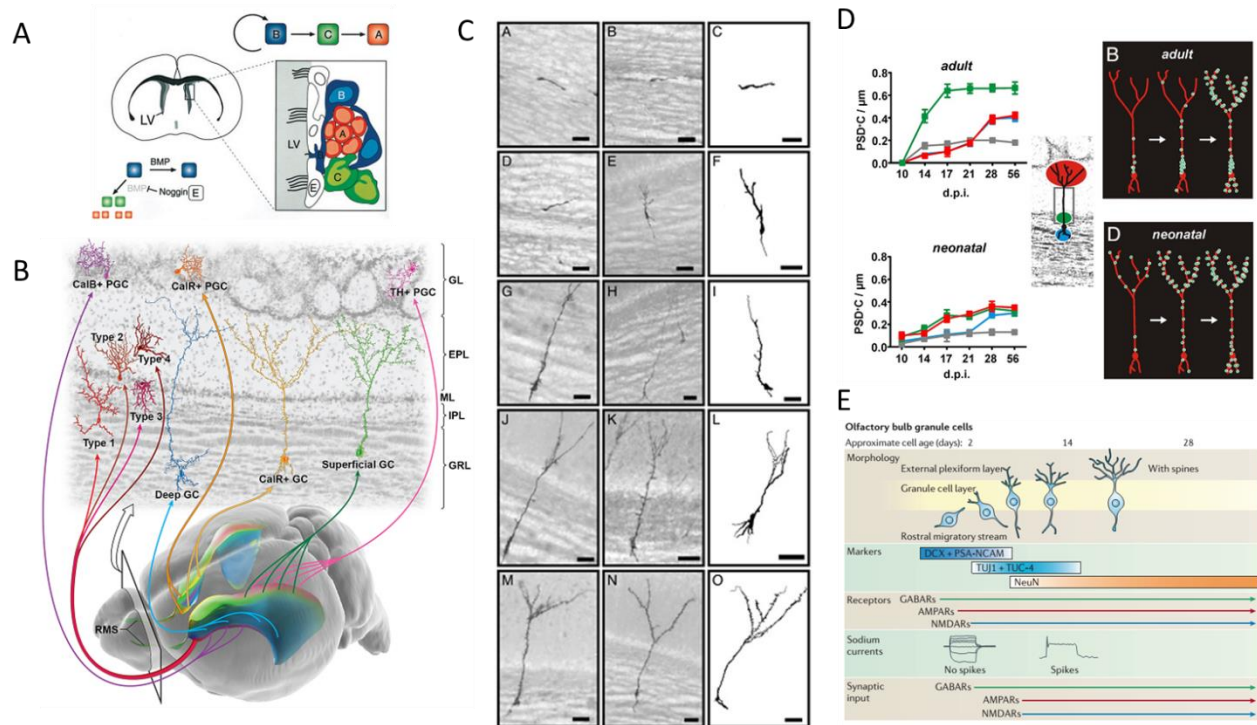 A
B
C
A
LV
B
LV
A
C
E
BMP
BMP
Noggin
E
B
CalB+ PGC
CalR+ PGC
TH+ PGC
GL
Type 2
Type 4
EPL
Type 3
ML
Type 1
IPL
Superficial GC
GRL
CalR+ GC
Deep GC
RMS
C
A
B
C
D
E
F
G
H
I
J
K
L
M
N
O
D
adult
PSD·C / µm
0.8
0.6
0.4
0.2
0.0
10 14 17 21 28 56
d.p.i.
neonatal
PSD·C / µm
0.8
0.6
0.4
0.2
0.0
10 14 17 21 28 56
d.p.i.
B
adult
D
neonatal
E
Olfactory bulb granule cells
Approximate cell age (days): 2 14 28
Morphology
External plexiform layer
With spines
Granule cell layer
Rostral migratory stream
Markers
DCX + PSA-NCAM
TUJ1 + TUC-4
NeuN
Receptors
GABARs
AMPARs
NMDARs
Sodium
currents
No spikes
Spikes
Synaptic
input
GABARs
AMPARs
NMDARs